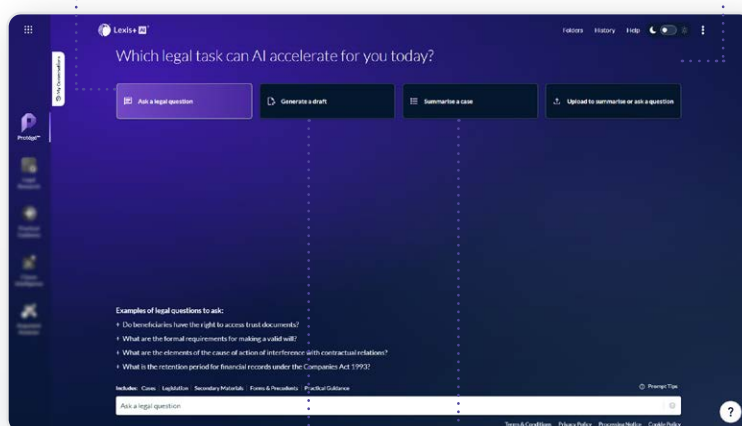 Lexis+ AI
Folders History Help
Which legal task can AI accelerate for you today?
My Conversations
Ask a legal question
Generate a draft
Summarise a case
Upload to summarise or ask a question
Protégé™
Examples of legal questions to ask:
Do beneficiaries have the right to access trust documents?
What are the formal requirements for making a valid will?
What are the elements of the cause of action of interference with contractual relations?
What is the retention period for financial records under the Companies Act 1993?
Includes: Cases | Legislation | Secondary Materials | Forms & Precedents | Practical Guidance
Prompt Tips
Ask a legal question
?
Terms & Conditions Privacy Policy Processing Notice Cookie Policy